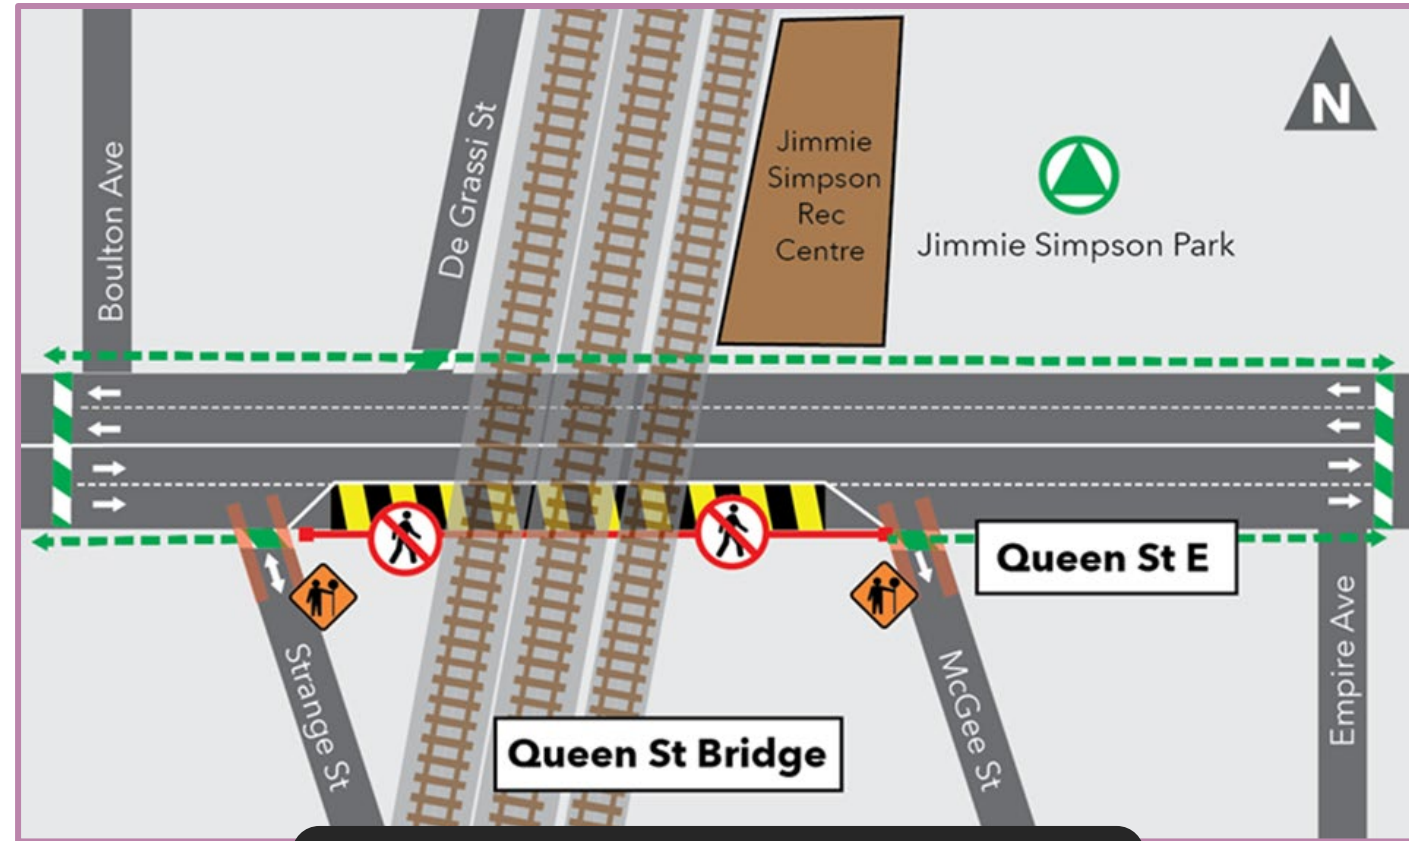 N
Jimmie
Simpson
Rec
Centre
Jimmie Simpson Park
Boulton Ave
De Grassi St
Queen St E
Strange St
McGee St
Empire Ave
Queen St Bridge